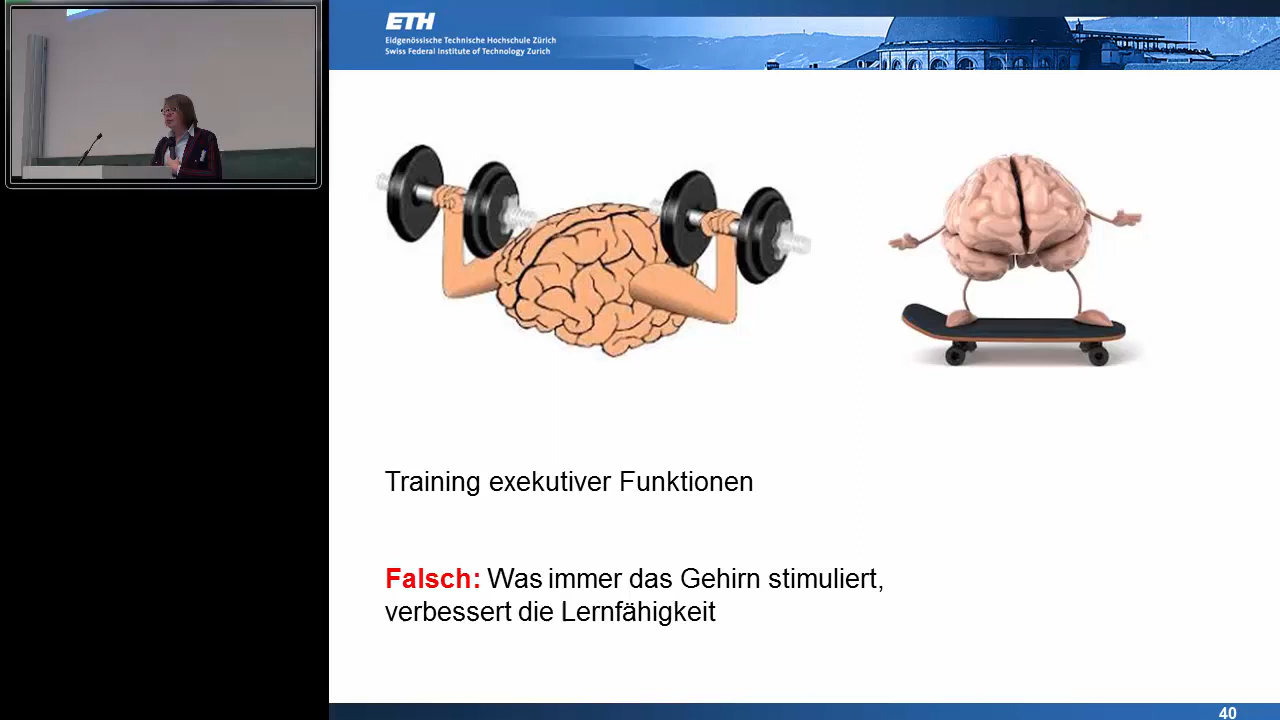 ETH
Eidgenössische Technische Hochschule Zürich
Swiss Federal Institute of Technology Zurich
Training exekutiver Funktionen
Falsch: Was immer das Gehirn stimuliert,
verbessert die Lernfähigkeit
40